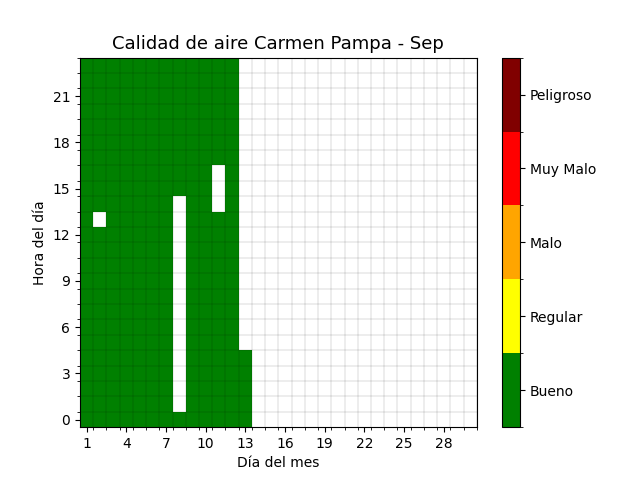 Calidad de aire Carmen Pampa - Sep
Hora del día
21
18
15
12
9
6
3
0
1 4 7 10 13 16 19 22 25 28
Día del mes
Peligroso
Muy Malo
Malo
Regular
Bueno